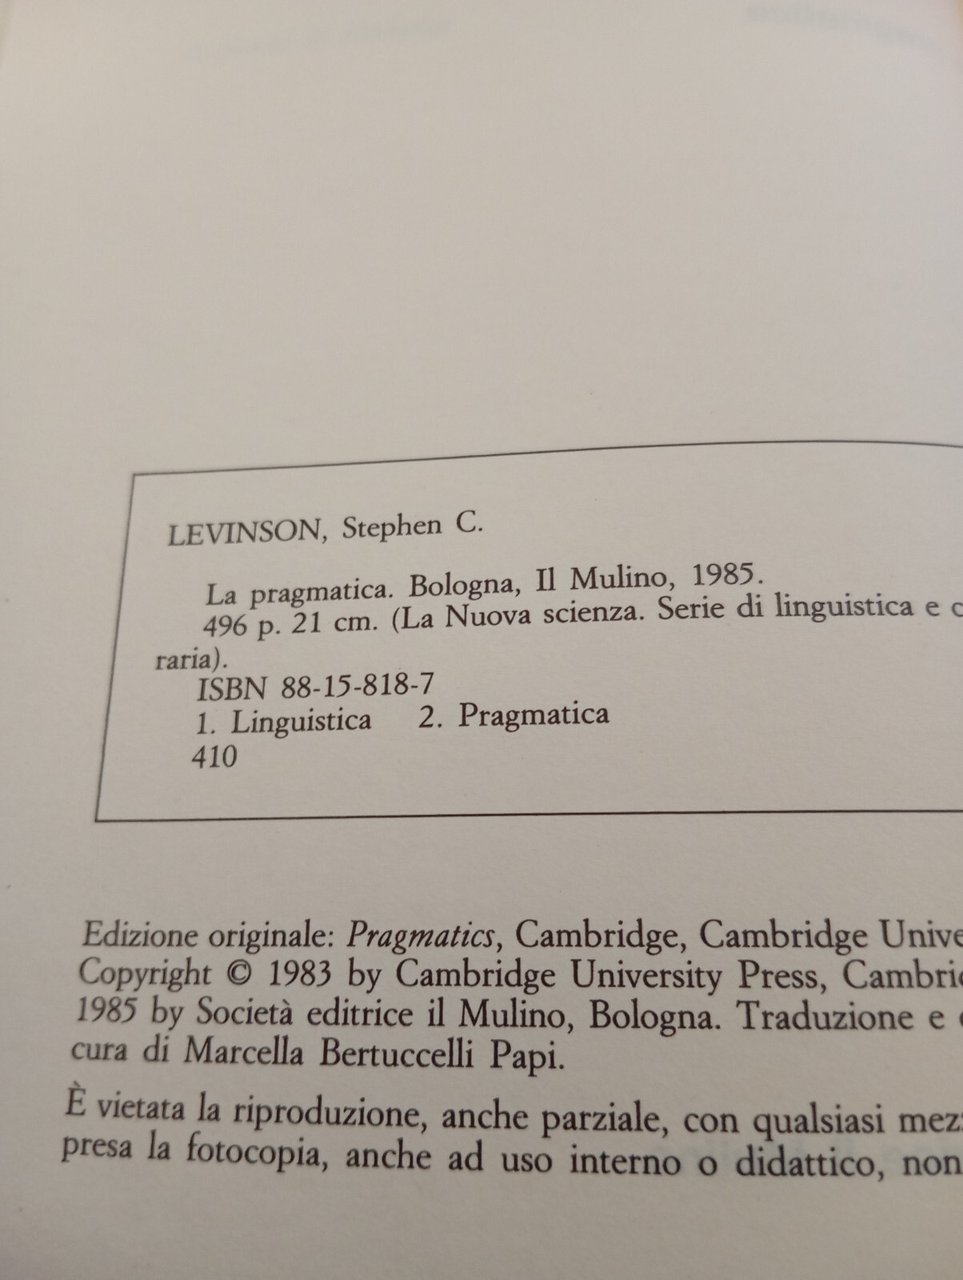 LEVINSON, Stephen C.
La pragmatica. Bologna, Il Mulino, 1985.
496 p. 21 cm. (La Nuova scienza. Serie di linguistica e
raria).
ISBN 88-15-818-7
1. Linguistica 2. Pragmatica
410
Edizione originale: Pragmatics, Cambridge, Cambridge
Copyright © 1983 by Cambridge University Press,
1985 by Società editrice il Mulino, Bologna. Traduzione e
cura di Marcella Bertuccelli Papi.
È vietata la riproduzione, anche parziale, con qualsiasi
presa la fotocopia, anche ad uso interno o didattico, non